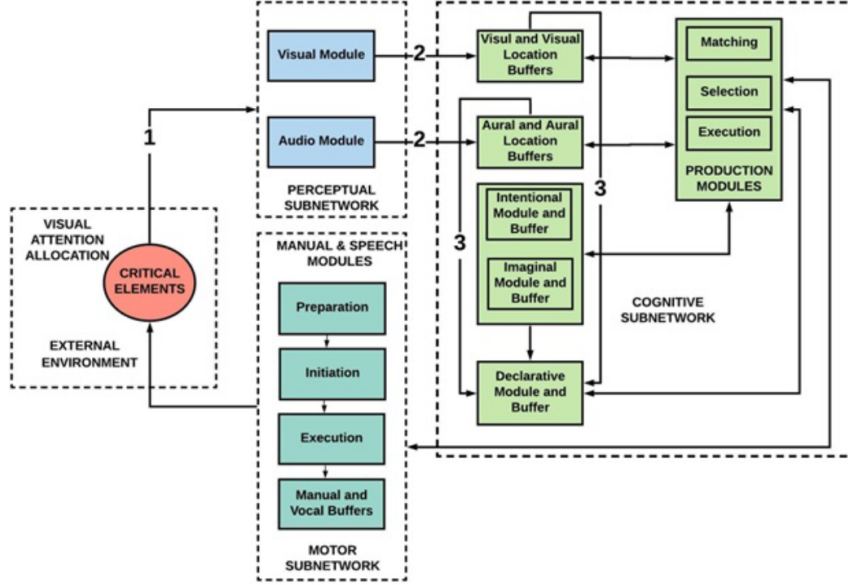 Visual Module
2
Visul and Visual
Location
Buffers
Matching
Selection
Execution
PRODUCTION
MODULES
1
Audio Module
2
Aural and Aural
Location
Buffers
PERCEPTUAL
SUBNETWORK
3
3
Intentional
Module and
Buffer
Imaginal
Module and
Buffer
COGNITIVE
SUBNETWORK
Declarative
Module and
Buffer
VISUAL
ATTENTION
ALLOCATION
CRITICAL
ELEMENTS
EXTERNAL
ENVIRONMENT
MANUAL & SPEECH
MODULES
Preparation
Initiation
Execution
Manual and
Vocal Buffers
MOTOR
SUBNETWORK